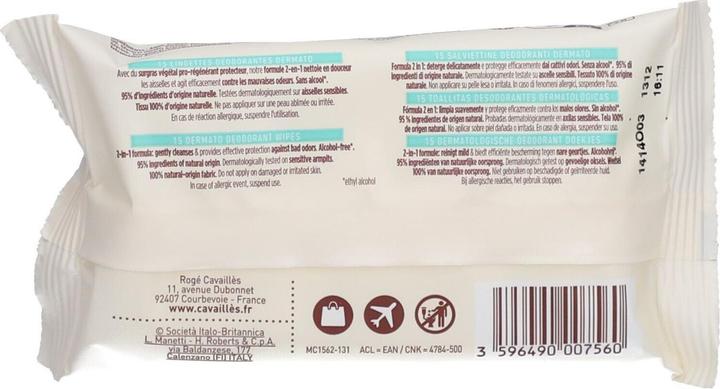 15 LINGETTES DÉODORANTES DERMATO
Avec du surgras végétal pro-régénérant protecteur, notre formule 2-en-1 nettoie en douceur
les aisselles et agit efficacement contre les mauvaises odeurs. Sans alcool*.
95% d'ingrédients d'origine naturelle. Testées dermatologiquement sur aisselles sensibles.
Tissu 100% d'origine naturelle. Ne pas appliquer sur une peau abîmée ou irritée.
En cas de réaction allergique, suspendre l'utilisation.
15 DERMATO DEODORANT WIPES
2-in-1 formula: gently cleanses & provides effective protection against bad odors. Alcohol-free*.
95% ingredients of natural origin. Dermatologically tested on sensitive armpits.
100% natural-origin fabric. Do not apply on damaged or irritated skin.
In case of allergic event, suspend use.
*ethyl alcohol
15 SALVIETTINE DEODORANTI DERMATO
Formula 2 in 1: deterge delicatamente e protegge efficacemente dai cattivi odori. Senza alcool*. 95% di
ingredienti di origine naturale. Dermatologicamente testato su ascelle sensibili. Tessuto 100% di origine
naturale. Non applicare su pelle lesa o irritata. In caso di fenomeni allergici, sospendere l'uso.
15 TOALLITAS DESODORANTES DERMATOLÓGICAS
Fórmula 2 en 1: limpia suavemente y protege eficazmente contra los malos olores. Sin alcohol*.
95 % ingredientes de origen natural. Probadas dermatológicamente en axilas sensibles. Tela 100%
de origen natural. No aplicar sobre piel dañada o irritada. En caso de alergia, suspender su uso.
15 DERMATOLOGISCHE DEODORANT DOEKJES
2-in-1-formule: reinigt mild & biedt efficiënte bescherming tegen nare geurtjes. Alcoholvrij*.
95% ingrediënten van natuurlijke oorsprong. Dermatologisch getest op gevoelige oksels. Weefsel
100% van natuurlijke oorsprong. Niet gebruiken op beschadigde of geïrriteerde huid.
Bij allergische reacties, het gebruik stoppen.
1414003 1312
16:11
Rogé Cavaillès
11, avenue Dubonnet
92407 Courbevoie - France
www.cavaillès.fr
© Società Italo-Britannica
L. Manetti - H. Roberts & C.p.A.
via Baldanzese, 177
Calenzano (FI) ITALY
MC1562-131 ACL = EAN / CNK = 4784-500
3 596490 007560